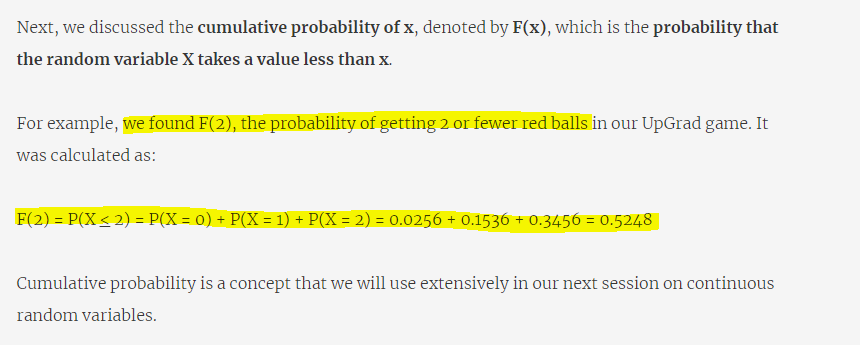 Next, we discussed the cumulative probability of x, denoted by F(x), which is the probability that
the random variable X takes a value less than x.
For example, we found F(2), the probability of getting 2 or fewer red balls in our UpGrad game. It
was calculated as:
F(2) = P(X ≤ 2) = P(X = 0) + P(X = 1) + P(X = 2) = 0.0256 + 0.1536 + 0.3456 = 0.5248
Cumulative probability is a concept that we will use extensively in our next session on continuous
random variables.